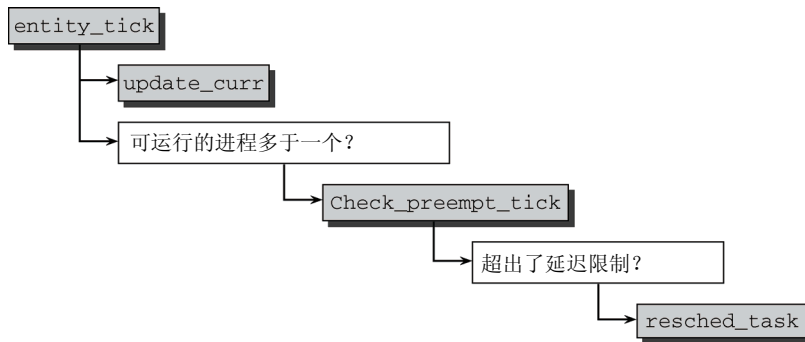 entity_tick
update_curr
可运行的进程多于一个?
Check_preempt_tick
超出了延迟限制?
resched_task